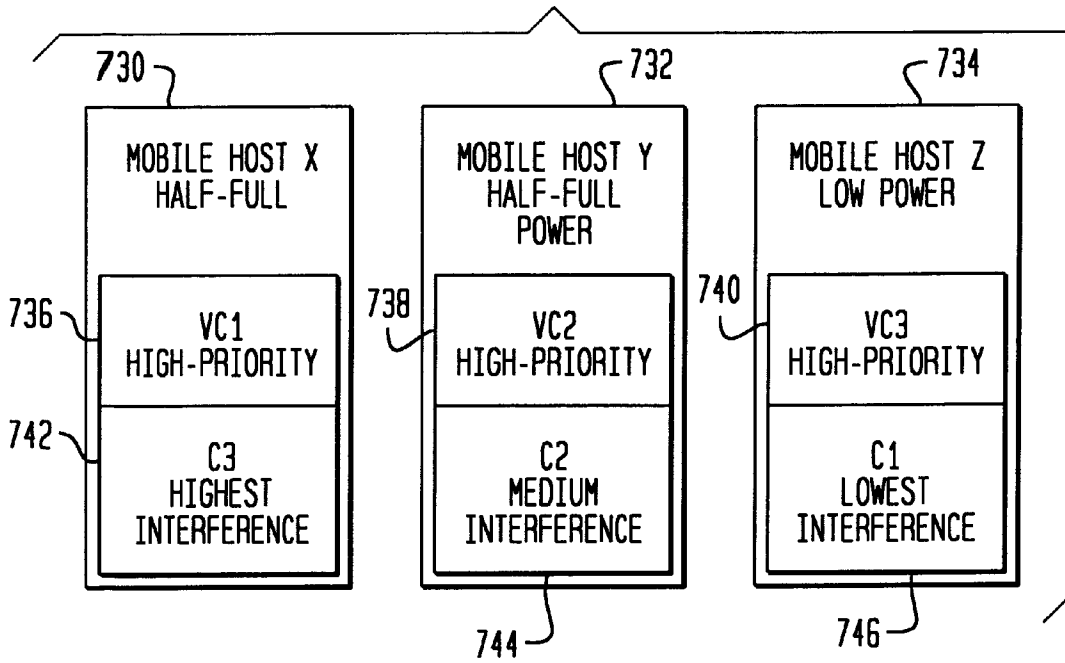 730
732
734
MOBILE HOST X
HALF-FULL
MOBILE HOST Y
HALF-FULL
POWER
MOBILE HOST Z
LOW POWER
736
VC1
HIGH-PRIORITY
738
VC2
HIGH-PRIORITY
740
VC3
HIGH-PRIORITY
742
C3
HIGHEST
INTERFERENCE
C2
MEDIUM
INTERFERENCE
C1
LOWEST
INTERFERENCE
744
746